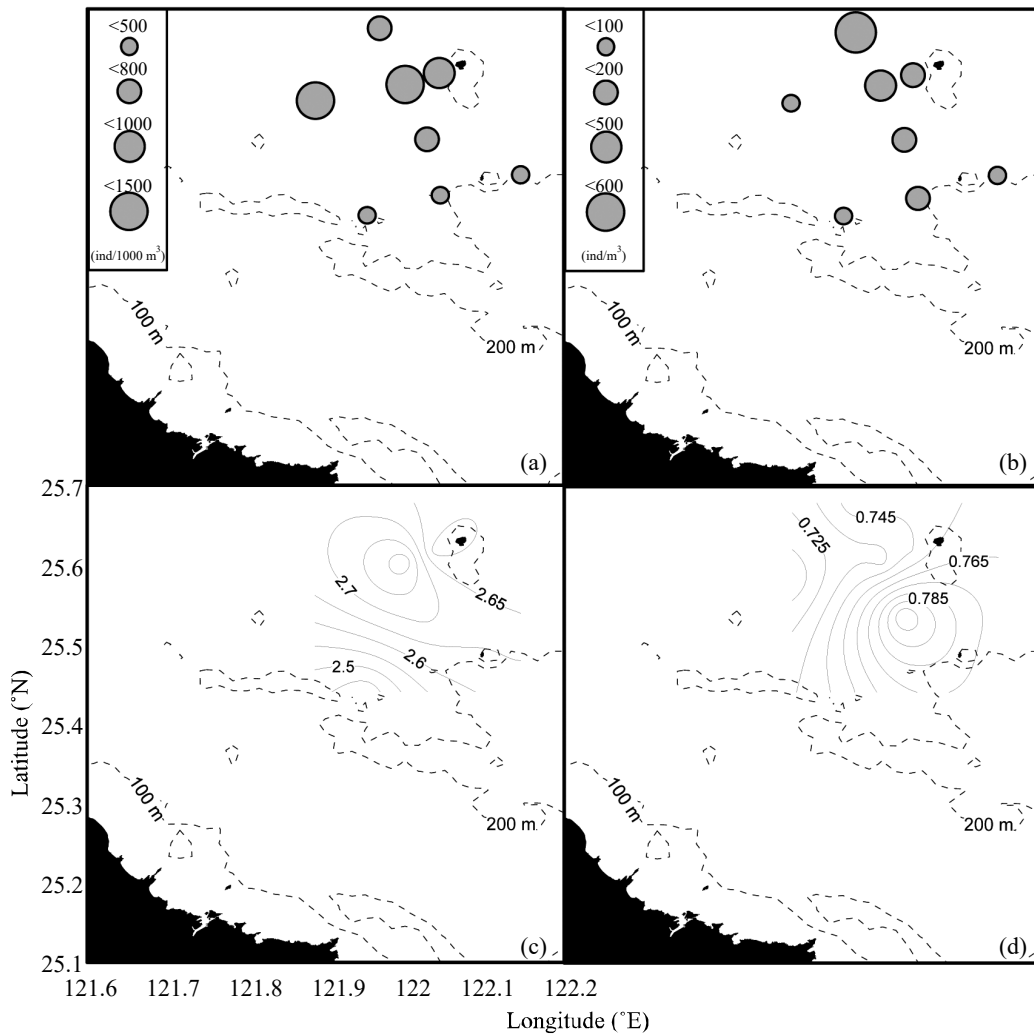 <500
<800
<1000
<1500
(ind/1000 m³)
100 m
200 m
(a)
<100
<200
<500
<600
(ind/m³)
100 m
200 m.
(b)
25.7
25.6
25.5
25.4
25.3
25.2
25.1
Latitude (˚N)
2.7
2.65
2.6
2.5
100 m
200 m.
(c)
0.745
0.725
0.765
0.785
100 m
200 m.
(d)
121.6 121.7 121.8 121.9 122 122.1 122.2
Longitude (˚E)